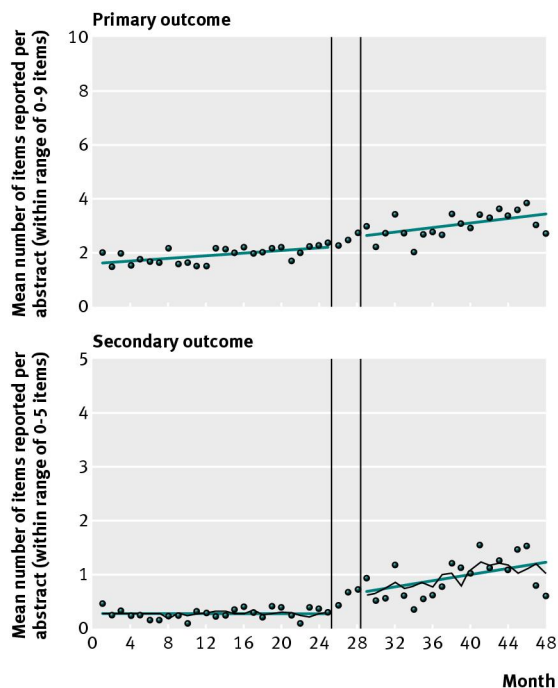 Primary outcome
Mean number of items reported per
abstract (within range of 0-9 items)
10
8
6
4
2
0
Secondary outcome
Mean number of items reported per
abstract (within range of 0-5 items)
5
4
3
2
1
0
0 4 8 12 16 20 24 28 32 36 40 44 48
Month